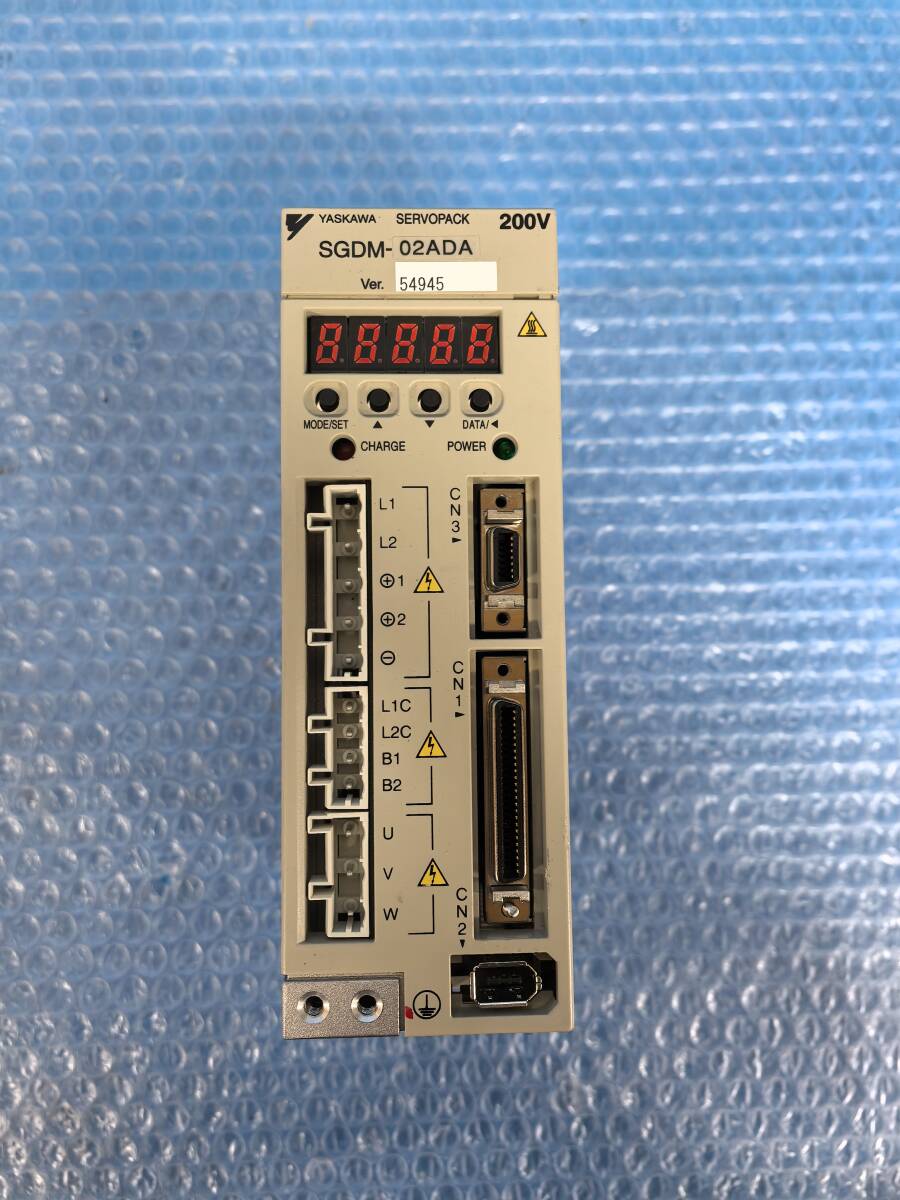 YASKAWA SERVOPACK 200V
SGDM-02ADA
Ver. 54945
88888
MODE/SET ▲ ▼ DATA/◀
CHARGE POWER
CN3
L1
L2
⊕1
⊕2
⊖
CN1
L1C
L2C
B1
B2
U
V
W
CN2